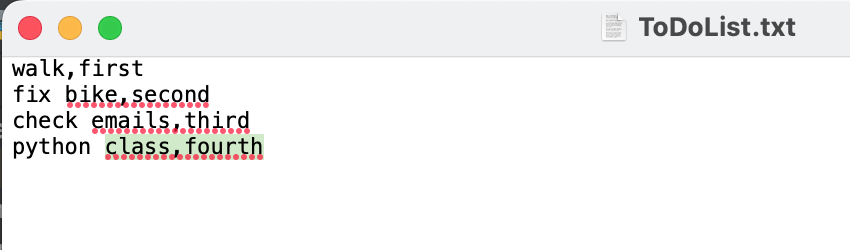 ToDoList.txt
walk,first
fix bike,second
check emails,third
python class,fourth